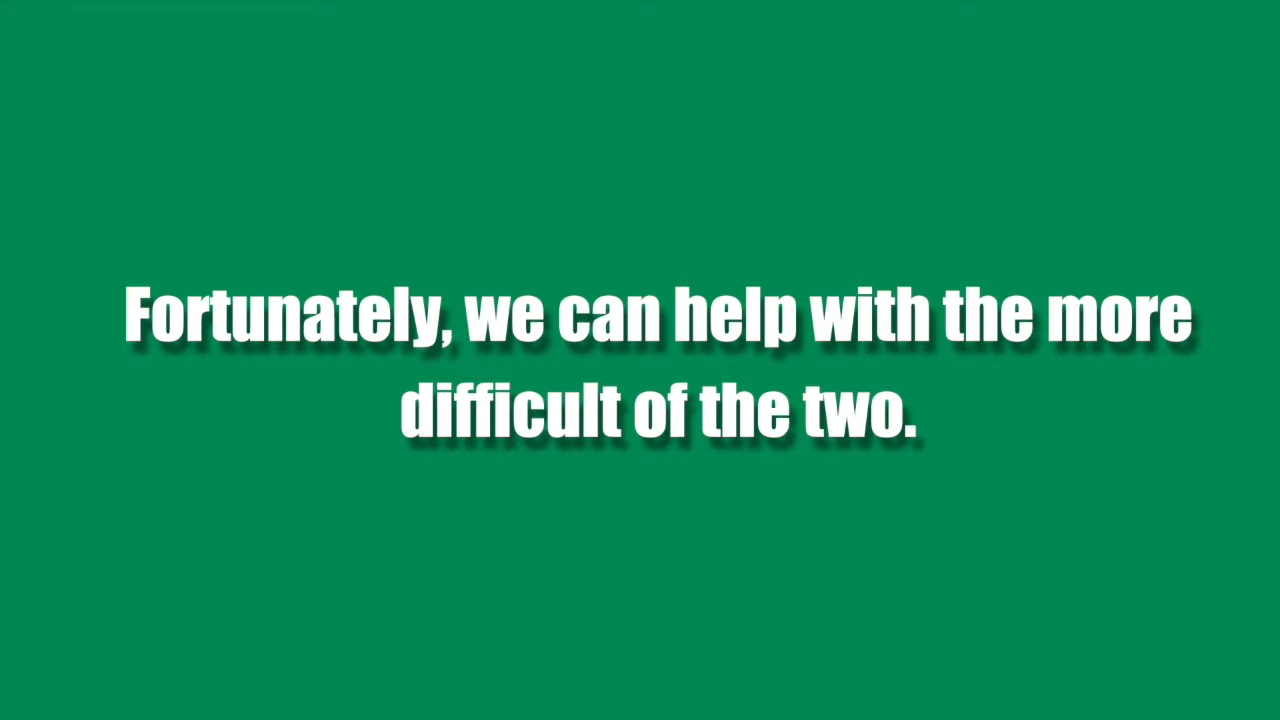 Fortunately, we can help with the more
difficult of the two.